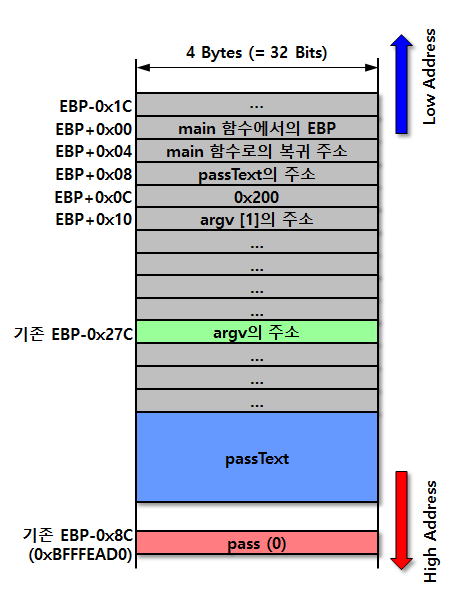 4 Bytes (= 32 Bits)
Low Address
EBP-0x1C
...
EBP+0x00
main 함수에서의 EBP
EBP+0x04
main 함수로의 복귀 주소
EBP+0x08
passText의 주소
EBP+0x0C
0x200
EBP+0x10
argv [1]의 주소
...
...
...
...
기존 EBP-0x27C
argv의 주소
...
...
...
passText
High Address
기존 EBP-0x8C
(0xBFFFEAD0)
pass (0)